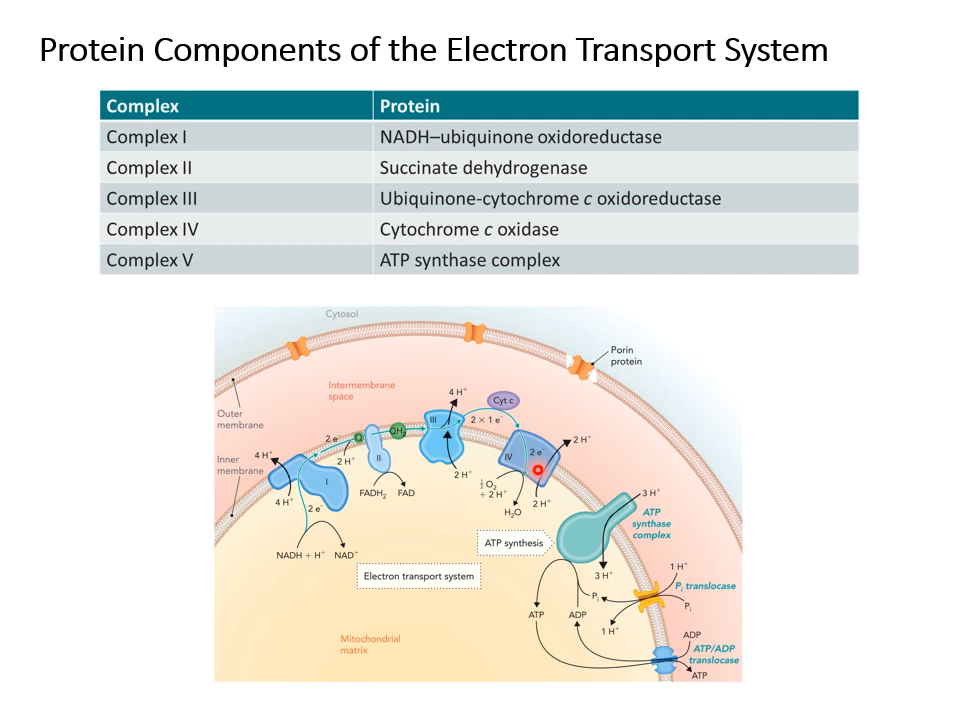 Protein Components of the Electron Transport System
Complex Protein
Complex I NADH–ubiquinone oxidoreductase
Complex II Succinate dehydrogenase
Complex III Ubiquinone-cytochrome c oxidoreductase
Complex IV Cytochrome c oxidase
Complex V ATP synthase complex
Cytosol
Porin
protein
Intermembrane
space
Outer
membrane
Inner
membrane
4 H⁺
4 H⁺
I
2 e⁻
NADH + H⁺ NAD⁺
2 e⁻
Q
2 H⁺
II
QH₂
FADH₂ FAD
III
4 H⁺
2 H⁺
2 × 1 e⁻
Cyt c
IV
2 e⁻
2 H⁺
½ O₂
+ 2 H⁺
H₂O
2 H⁺
3 H⁺
ATP
synthase
complex
ATP synthesis
3 H⁺
Electron transport system
1 H⁺
Pᵢ translocase
Pᵢ
Pᵢ
1 H⁺
ATP ADP
ADP
ATP/ADP
translocase
ATP
Mitochondrial
matrix